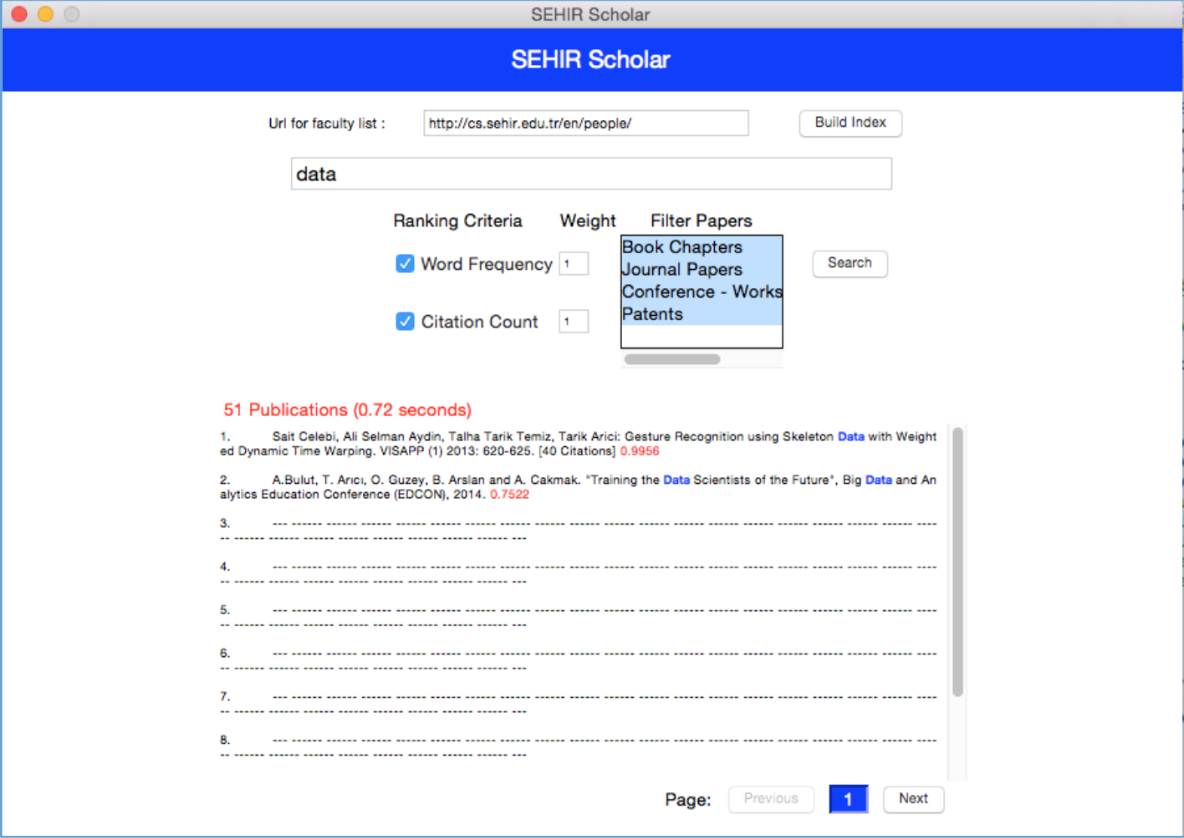 SEHIR Scholar
SEHIR Scholar
Url for faculty list : http://cs.sehir.edu.tr/en/people/ Build Index
data
Ranking Criteria Weight Filter Papers
Word Frequency 1
Citation Count 1
Book Chapters
Journal Papers
Conference - Works
Patents
Search
51 Publications (0.72 seconds)
1. Sait Celebi, Ali Selman Aydin, Talha Tarik Temiz, Tarik Arici: Gesture Recognition using Skeleton Data with Weight
ed Dynamic Time Warping. VISAPP (1) 2013: 620-625. [40 Citations] 0.9956
2. A.Bulut, T. Arıcı, O. Guzey, B. Arslan and A. Cakmak. "Training the Data Scientists of the Future", Big Data and An
alytics Education Conference (EDCON), 2014. 0.7522
3. --- ------ ------ ------ ------ ------ ------ ------ ------ ------ ------ ------ ------ ------ ------ ----
-- ------ ------ ------ ------ ------ ------ ---
4. --- ------ ------ ------ ------ ------ ------ ------ ------ ------ ------ ------ ------ ------ ------ ----
-- ------ ------ ------ ------ ------ ------ ---
5. --- ------ ------ ------ ------ ------ ------ ------ ------ ------ ------ ------ ------ ------ ------ ----
-- ------ ------ ------ ------ ------ ------ ---
6. --- ------ ------ ------ ------ ------ ------ ------ ------ ------ ------ ------ ------ ------ ------ ----
-- ------ ------ ------ ------ ------ ------ ---
7. --- ------ ------ ------ ------ ------ ------ ------ ------ ------ ------ ------ ------ ------ ------ ----
-- ------ ------ ------ ------ ------ ------ ---
8. --- ------ ------ ------ ------ ------ ------ ------ ------ ------ ------ ------ ------ ------ ------ ----
-- ------ ------ ------ ------ ------ ------ ---
Page: Previous 1 Next